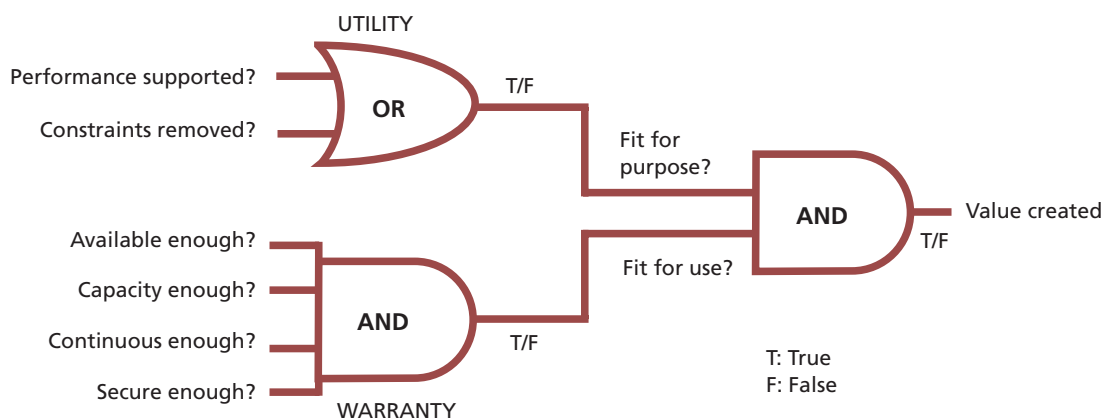 UTILITY
Performance supported?
Constraints removed?
OR
T/F
Fit for
purpose?
AND
Value created
T/F
Available enough?
Capacity enough?
Continuous enough?
Secure enough?
AND
T/F
Fit for use?
WARRANTY
T: True
F: False